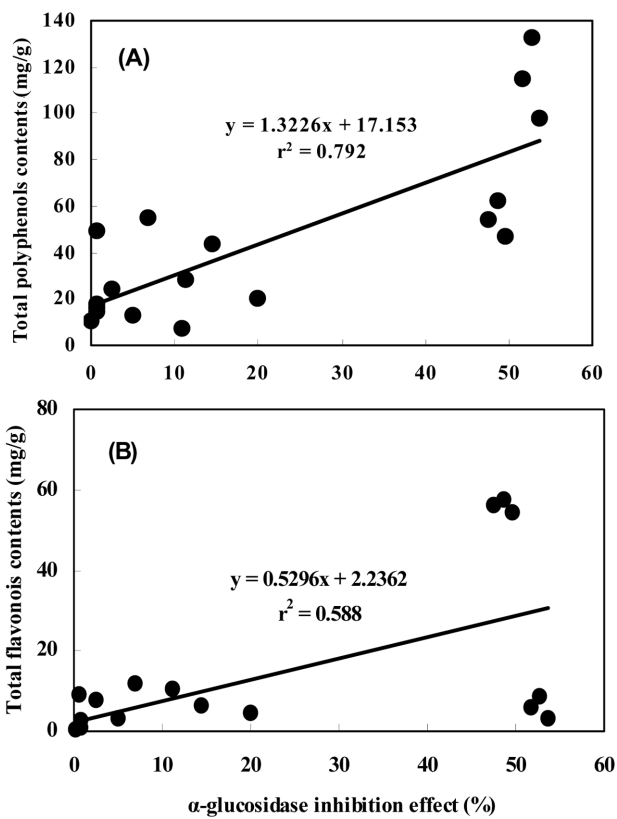 140
(A)
120
100
y = 1.3226x + 17.153
r² = 0.792
80
60
40
20
0
Total polyphenols contents (mg/g)
0 10 20 30 40 50 60
80
(B)
60
y = 0.5296x + 2.2362
r² = 0.588
40
20
0
Total flavonois contents (mg/g)
0 10 20 30 40 50 60
α-glucosidase inhibition effect (%)